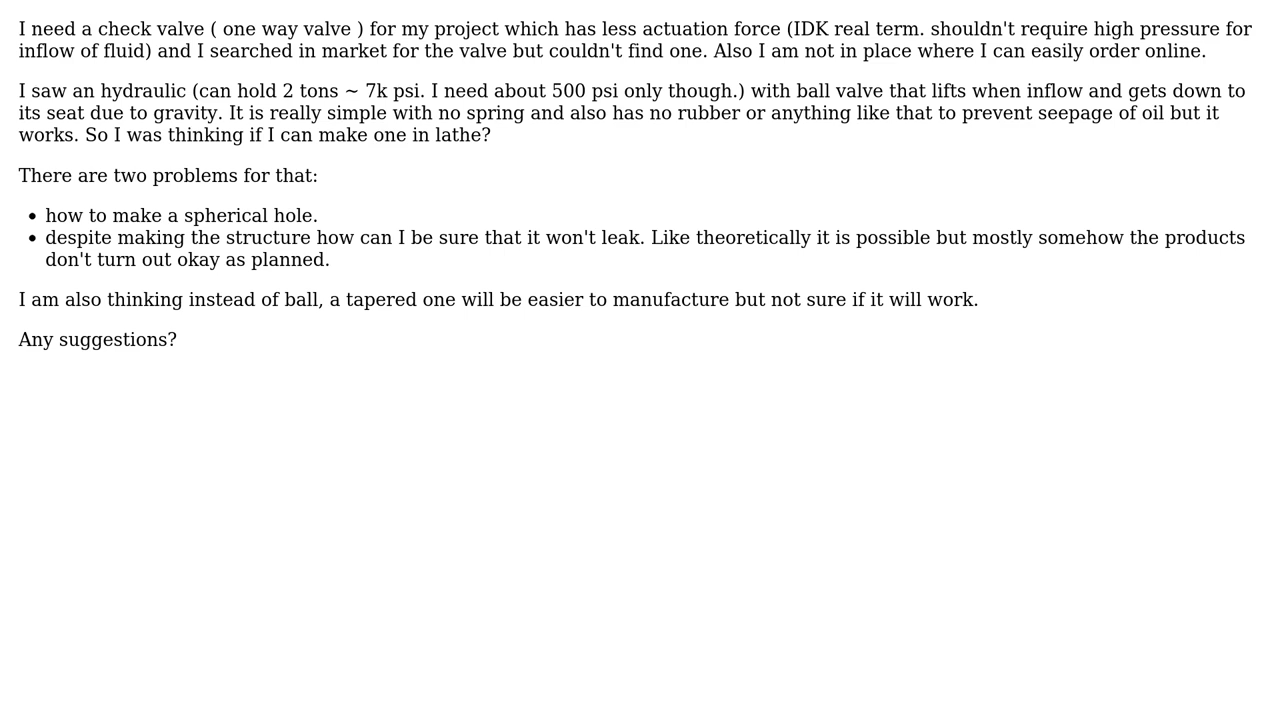 I need a check valve ( one way valve ) for my project which has less actuation force (IDK real term. shouldn't require high pressure for
inflow of fluid) and I searched in market for the valve but couldn't find one. Also I am not in place where I can easily order online.
I saw an hydraulic (can hold 2 tons ~ 7k psi. I need about 500 psi only though.) with ball valve that lifts when inflow and gets down to
its seat due to gravity. It is really simple with no spring and also has no rubber or anything like that to prevent seepage of oil but it
works. So I was thinking if I can make one in lathe?
There are two problems for that:
• how to make a spherical hole.
• despite making the structure how can I be sure that it won't leak. Like theoretically it is possible but mostly somehow the products
don't turn out okay as planned.
I am also thinking instead of ball, a tapered one will be easier to manufacture but not sure if it will work.
Any suggestions?